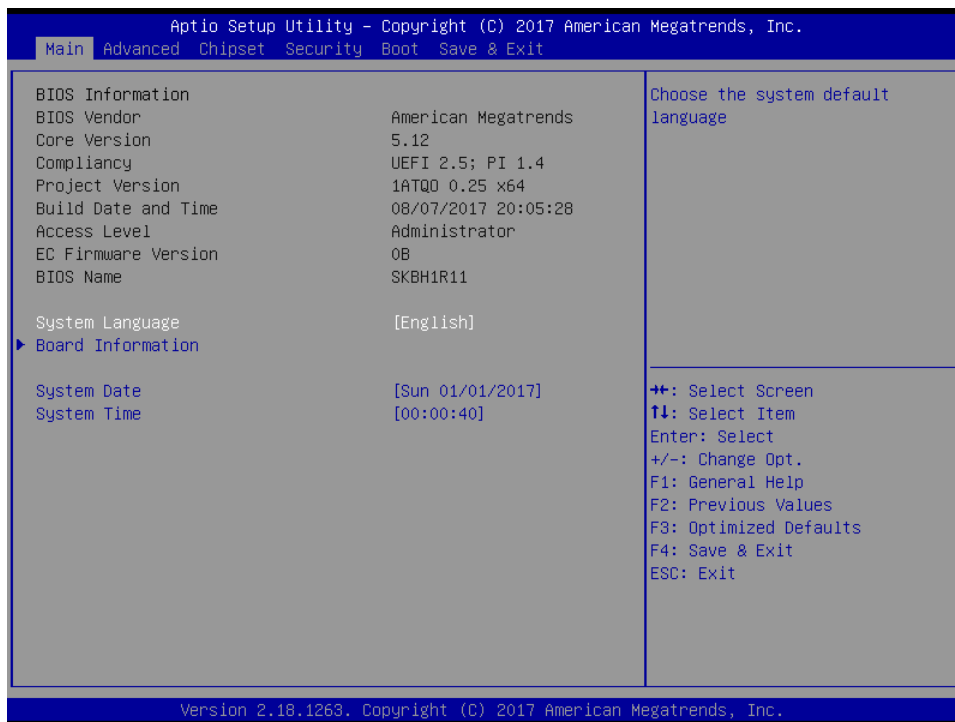 Aptio Setup Utility – Copyright (C) 2017 American Megatrends, Inc.
Main Advanced Chipset Security Boot Save & Exit
BIOS Information
BIOS Vendor American Megatrends
Core Version 5.12
Compliancy UEFI 2.5; PI 1.4
Project Version 1ATQO 0.25 x64
Build Date and Time 08/07/2017 20:05:28
Access Level Administrator
EC Firmware Version 0B
BIOS Name SKBH1R11
System Language [English]
Board Information
System Date [Sun 01/01/2017]
System Time [00:00:40]
Choose the system default
language
→←: Select Screen
↑↓: Select Item
Enter: Select
+/-: Change Opt.
F1: General Help
F2: Previous Values
F3: Optimized Defaults
F4: Save & Exit
ESC: Exit
Version 2.18.1263. Copyright (C) 2017 American Megatrends, Inc.